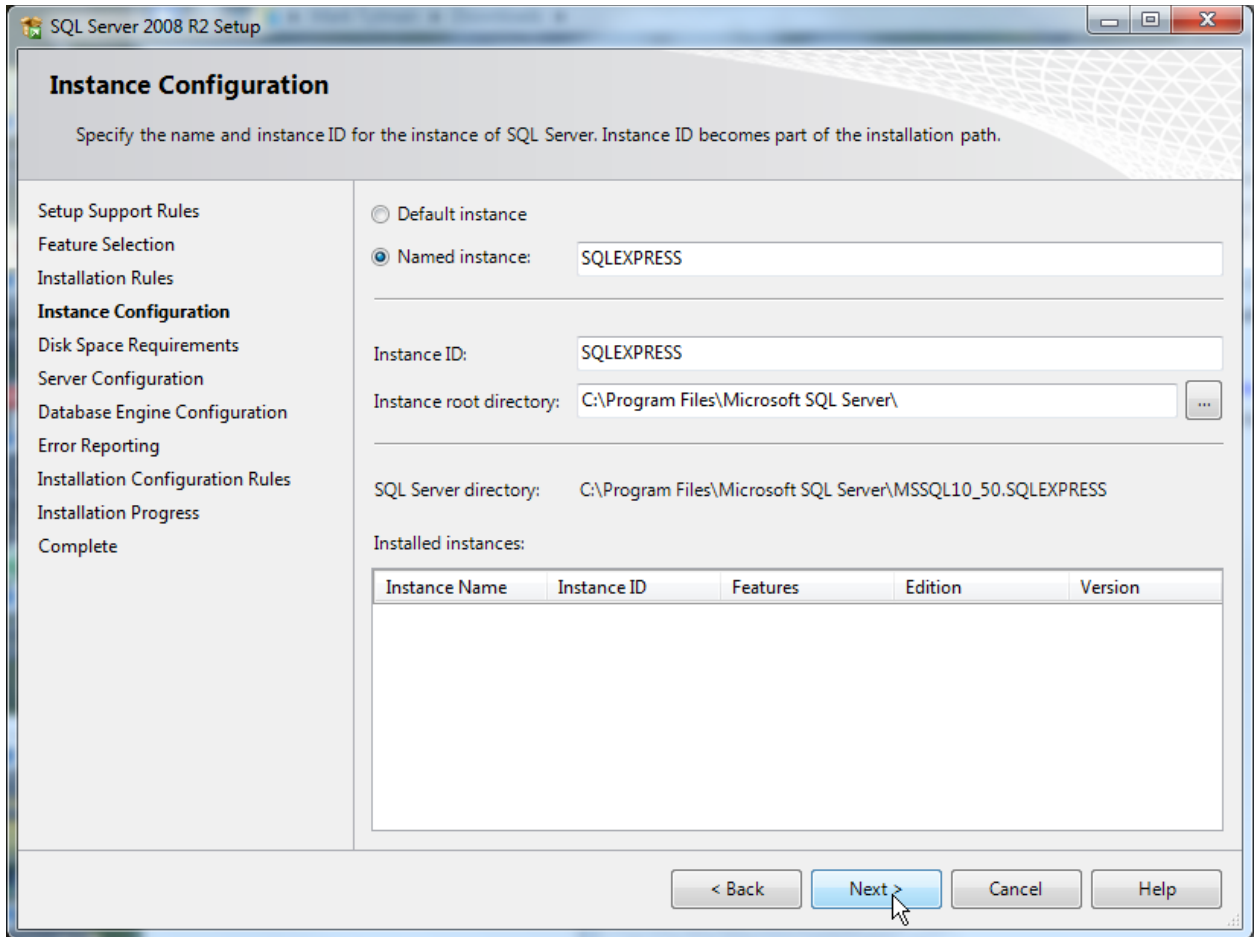 SQL Server 2008 R2 Setup
Instance Configuration
Specify the name and instance ID for the instance of SQL Server. Instance ID becomes part of the installation path.
Setup Support Rules
Feature Selection
Installation Rules
Instance Configuration
Disk Space Requirements
Server Configuration
Database Engine Configuration
Error Reporting
Installation Configuration Rules
Installation Progress
Complete
Default instance
Named instance: SQLEXPRESS
Instance ID: SQLEXPRESS
Instance root directory: C:\Program Files\Microsoft SQL Server\ ...
SQL Server directory: C:\Program Files\Microsoft SQL Server\MSSQL10_50.SQLEXPRESS
Installed instances:
Instance Name Instance ID Features Edition Version
< Back Next > Cancel Help